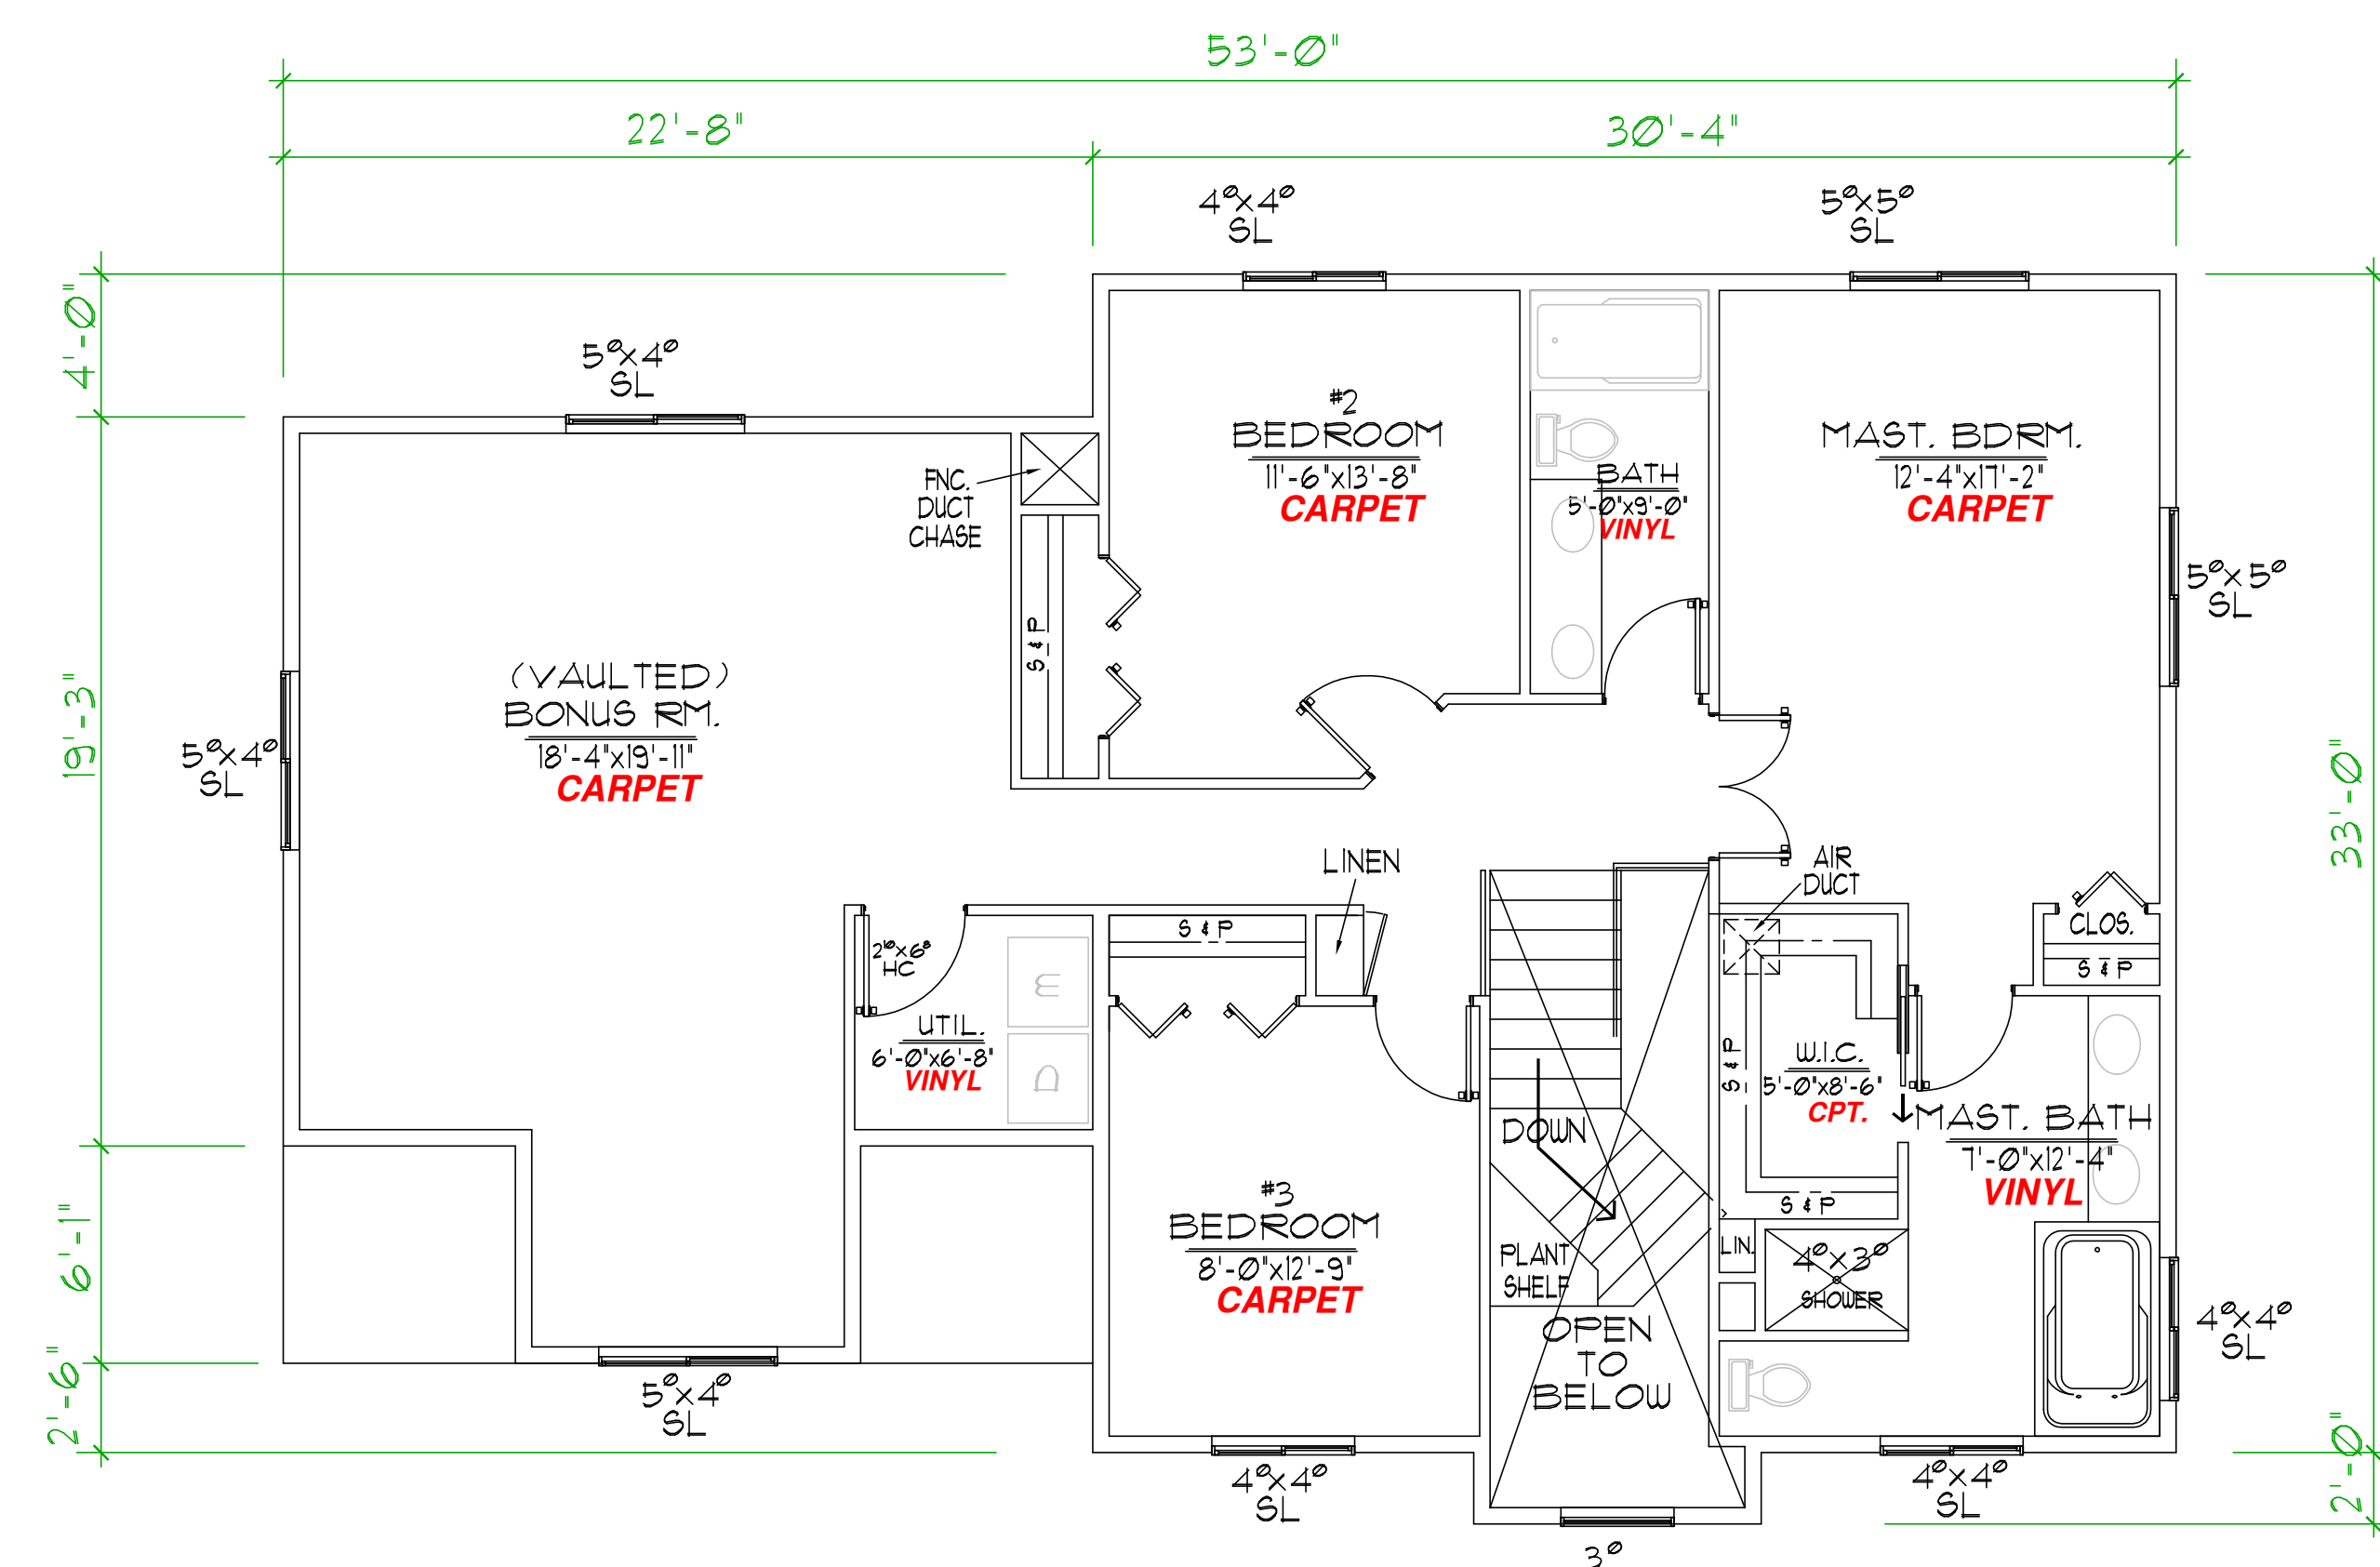 53'-0"
22'-8"
30'-4"
4⁰x4⁰
SL
5⁰x5⁰
SL
4'-0"
5⁰x4⁰
SL
#2
BEDROOM
11'-6"x13'-8"
CARPET
MAST. BDRM.
12'-4"x17'-2"
CARPET
BATH
5'-0"x9'-0"
VINYL
FNC.
DUCT
CHASE
5⁰x5⁰
SL
S & P
(VAULTED)
BONUS RM.
18'-4"x19'-11"
CARPET
19'-3"
5⁰x4⁰
SL
33'-0"
LINEN
AIR
DUCT
S & P
CLOS.
S & P
2¹⁰x6⁸
HC
W
UTIL.
6'-0"x6'-8"
VINYL
D
S & P
W.I.C.
5'-0"x8'-6"
CPT.
DOWN
MAST. BATH
7'-0"x12'-4"
VINYL
S & P
#3
BEDROOM
8'-0"x12'-9"
CARPET
6'-1"
PLANT
SHELF
LIN.
4⁰x3⁰
SHOWER
4⁰x4⁰
SL
OPEN
TO
BELOW
2'-6"
5⁰x4⁰
SL
2'-0"
4⁰x4⁰
SL
4⁰x4⁰
SL
3⁰